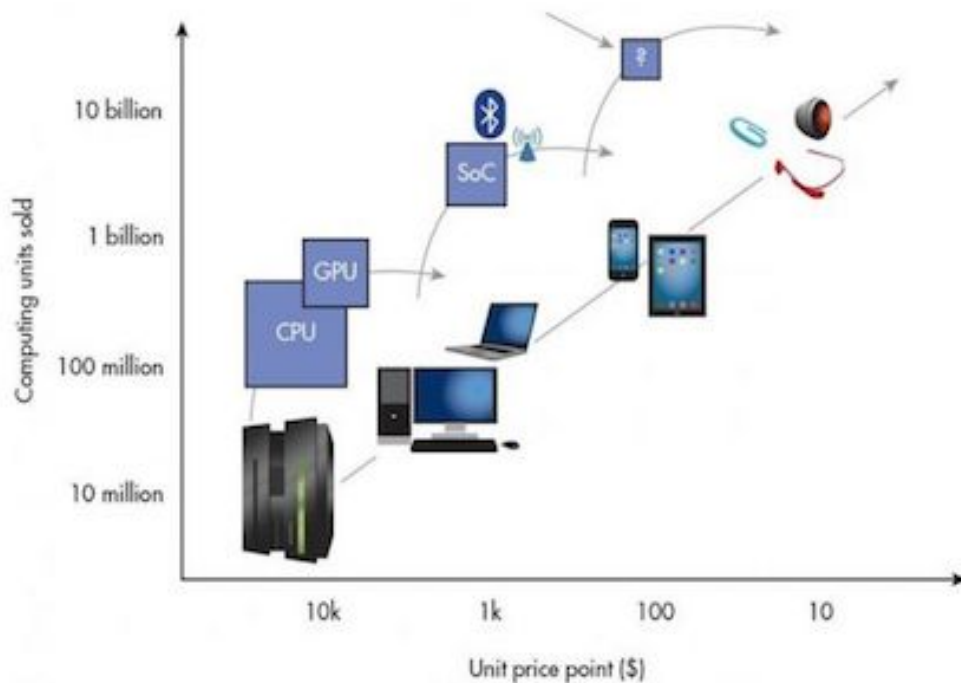 10 billion
1 billion
100 million
10 million
Computing units sold
?
SoC
GPU
CPU
10k
1k
100
10
Unit price point ($)